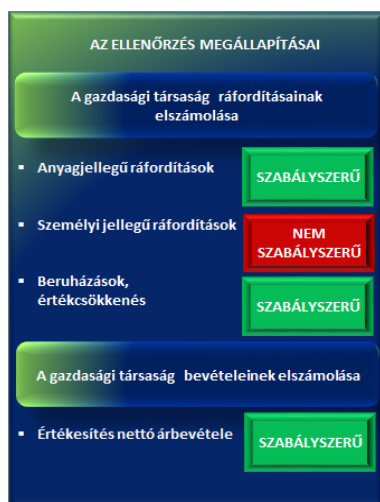 AZ ELLENŐRZÉS MEGÁLLAPÍTÁSAI
A gazdasági társaság ráfordításainak
elszámolása
▪ Anyagjellegű ráfordítások
SZABÁLYSZERŰ
▪ Személyi jellegű ráfordítások
NEM
SZABÁLYSZERŰ
▪ Beruházások,
értékcsökkenés
SZABÁLYSZERŰ
A gazdasági társaság bevételeinek elszámolása
▪ Értékesítés nettó árbevétele
SZABÁLYSZERŰ